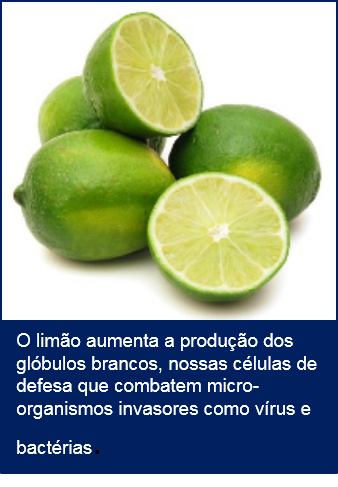 O limão aumenta a produção dos
glóbulos brancos, nossas células de
defesa que combatem micro-
organismos invasores como vírus e
bactérias.